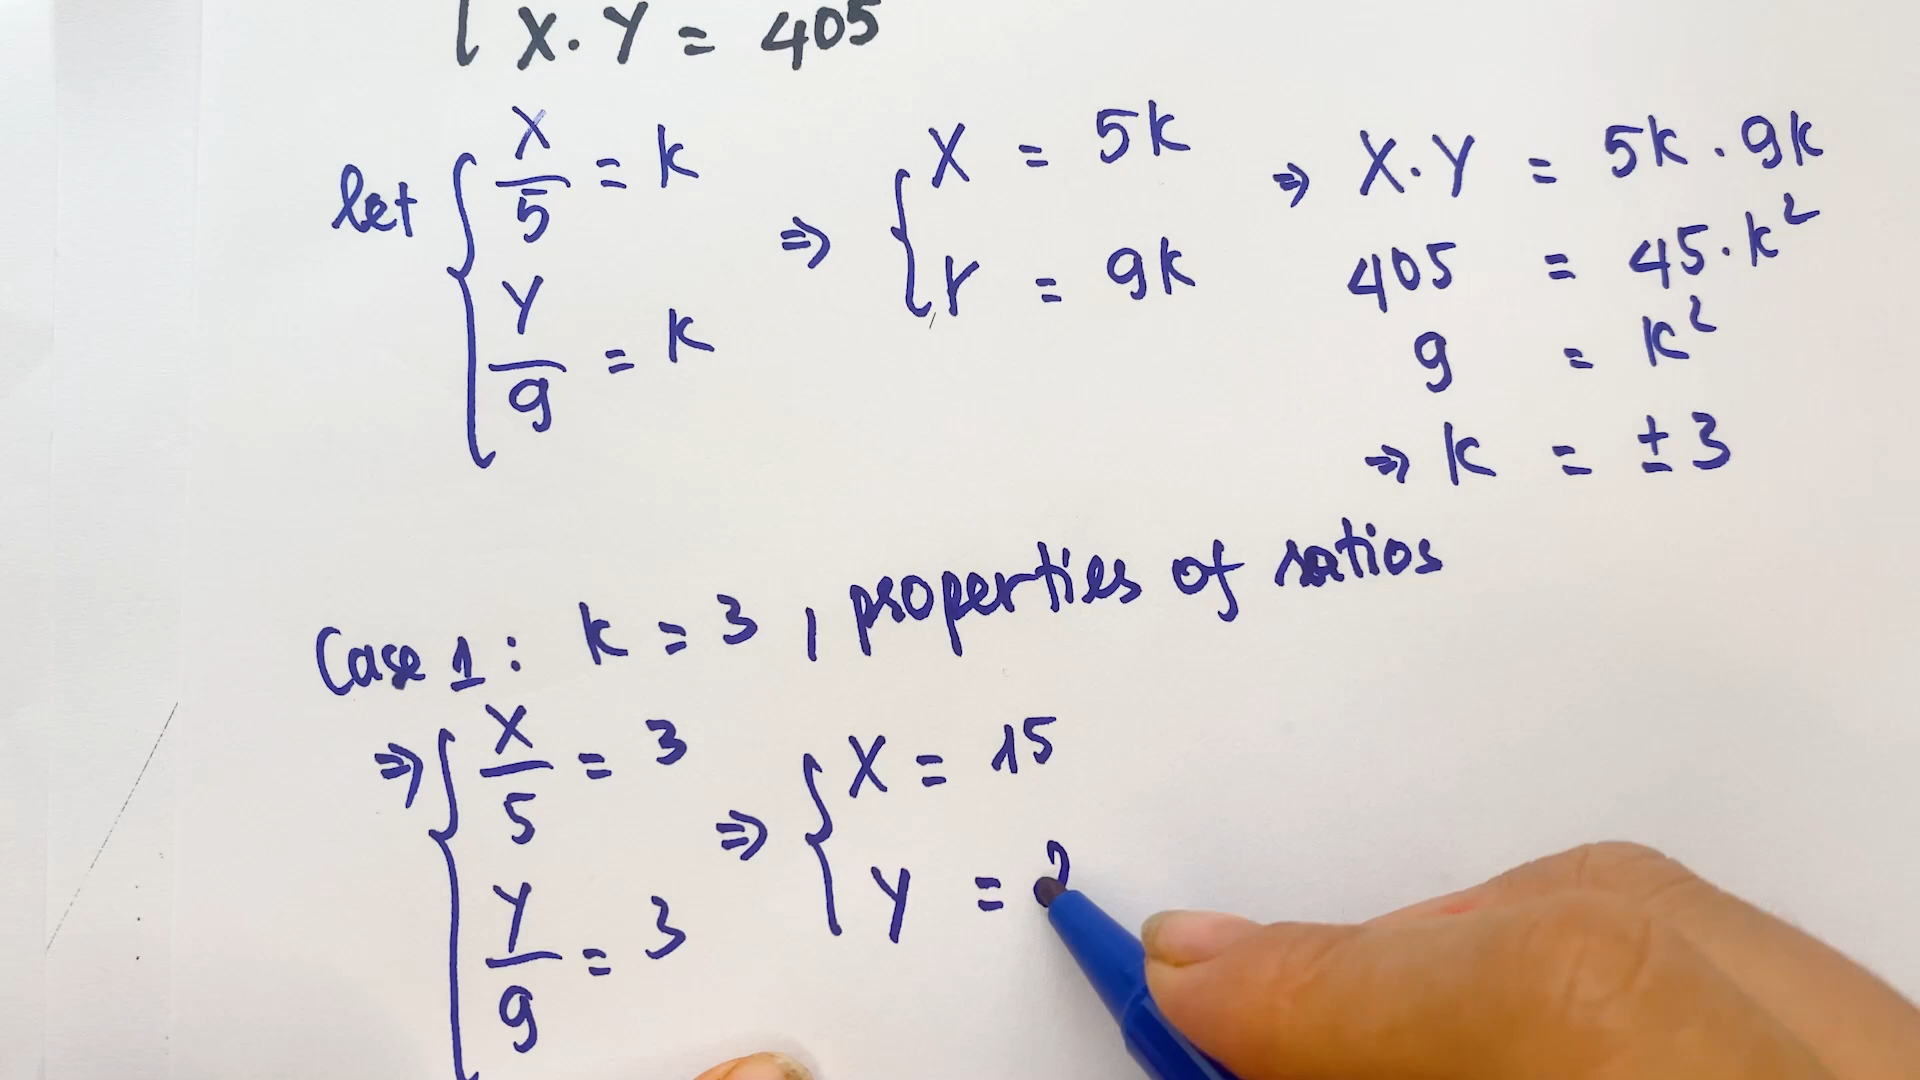 X . Y = 405
let { X/5 = k ⇒ { X = 5k ⇒ X . Y = 5k . 9k
Y/9 = k Y = 9k 405 = 45 . k²
9 = k²
⇒ k = ±3
Case 1 : k = 3 , properties of ratios
⇒ { X/5 = 3 ⇒ { X = 15
Y/9 = 3 Y = 2